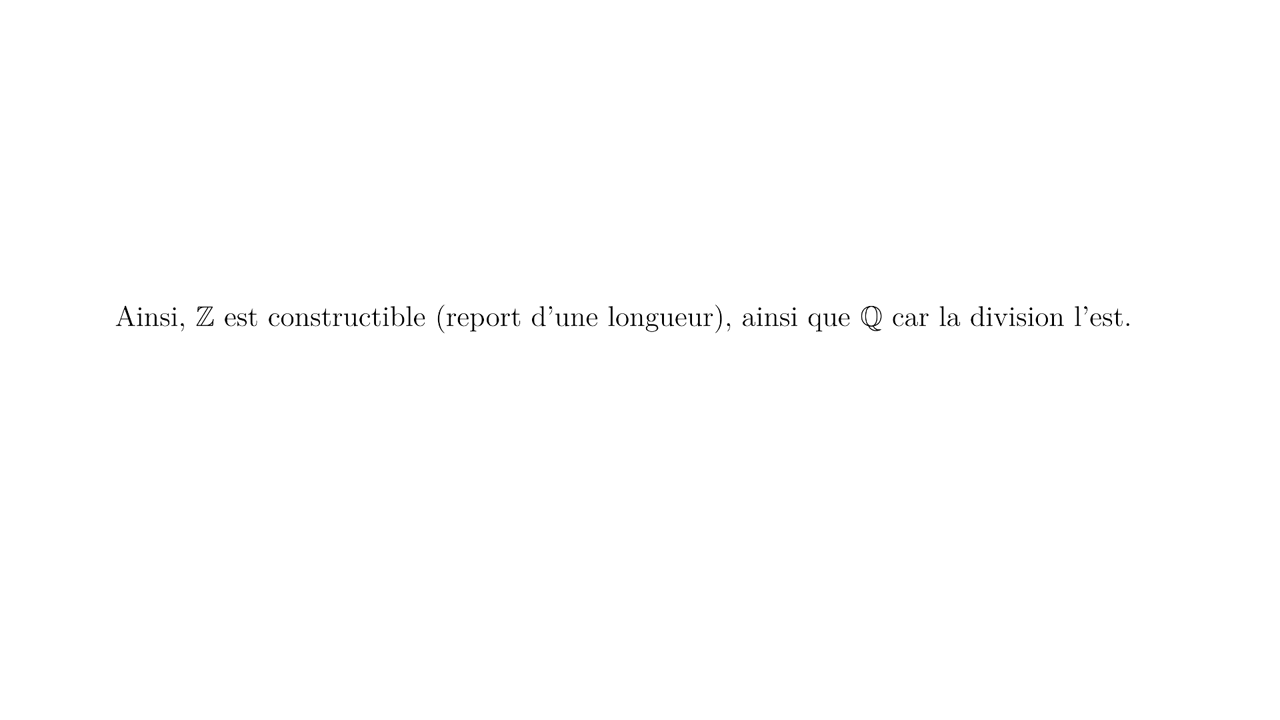 Ainsi, ℤ est constructible (report d'une longueur), ainsi que ℚ car la division l'est.